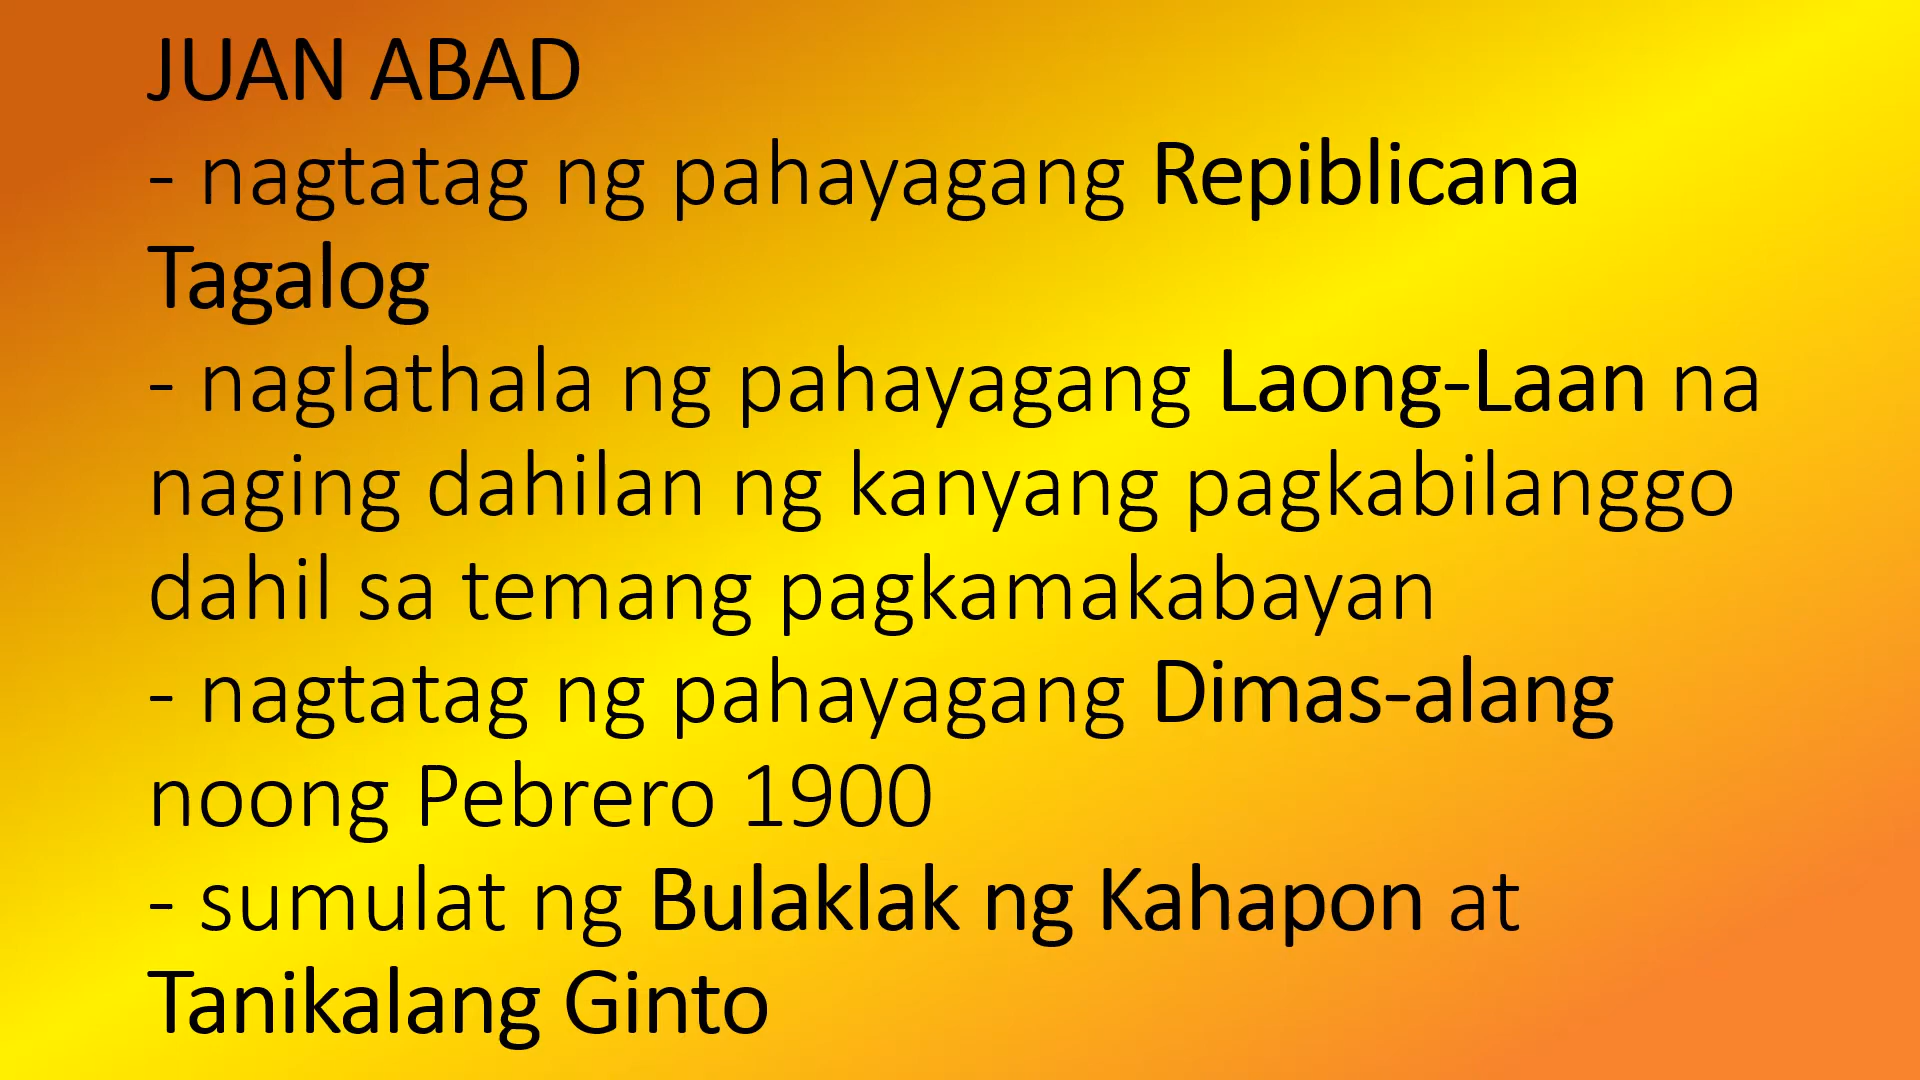 JUAN ABAD
- nagtatag ng pahayagang Repiblicana
Tagalog
- naglathala ng pahayagang Laong-Laan na
naging dahilan ng kanyang pagkabilanggo
dahil sa temang pagkamakabayan
- nagtatag ng pahayagang Dimas-alang
noong Pebrero 1900
- sumulat ng Bulaklak ng Kahapon at
Tanikalang Ginto